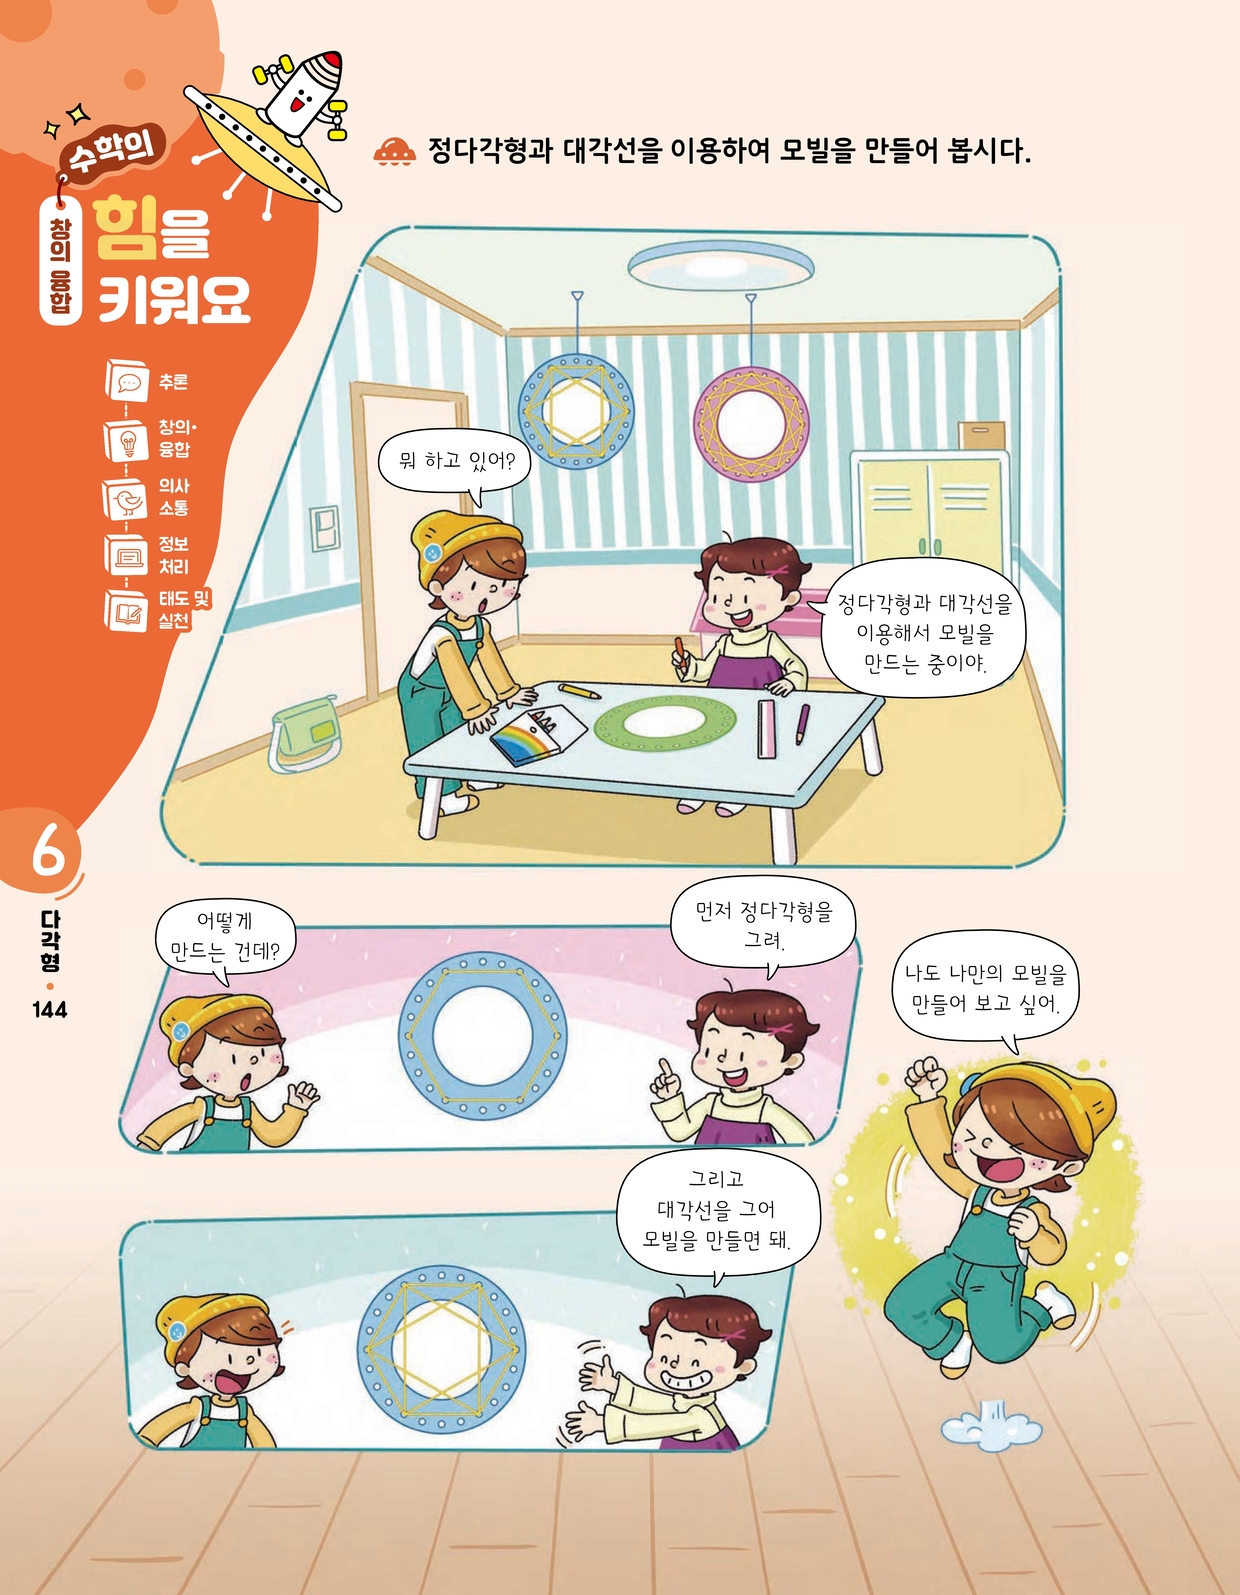 수학의
힘을
키워요
창의 융합
추론
창의•
융합
의사
소통
정보
처리
태도 및
실천
정다각형과 대각선을 이용하여 모빌을 만들어 봅시다.
뭐 하고 있어?
정다각형과 대각선을
이용해서 모빌을
만드는 중이야.
어떻게
만드는 건데?
먼저 정다각형을
그려.
나도 나만의 모빌을
만들어 보고 싶어.
그리고
대각선을 그어
모빌을 만들면 돼.
6
다각형
144